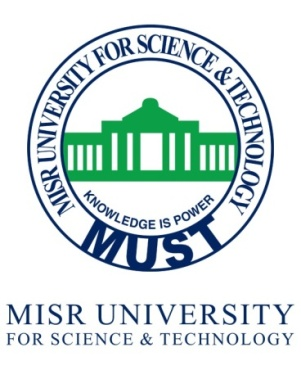 MISR UNIVERSITY FOR SCIENCE & TECHNOLOGY
KNOWLEDGE IS POWER
MUST
MISR UNIVERSITY
FOR SCIENCE & TECHNOLOGY